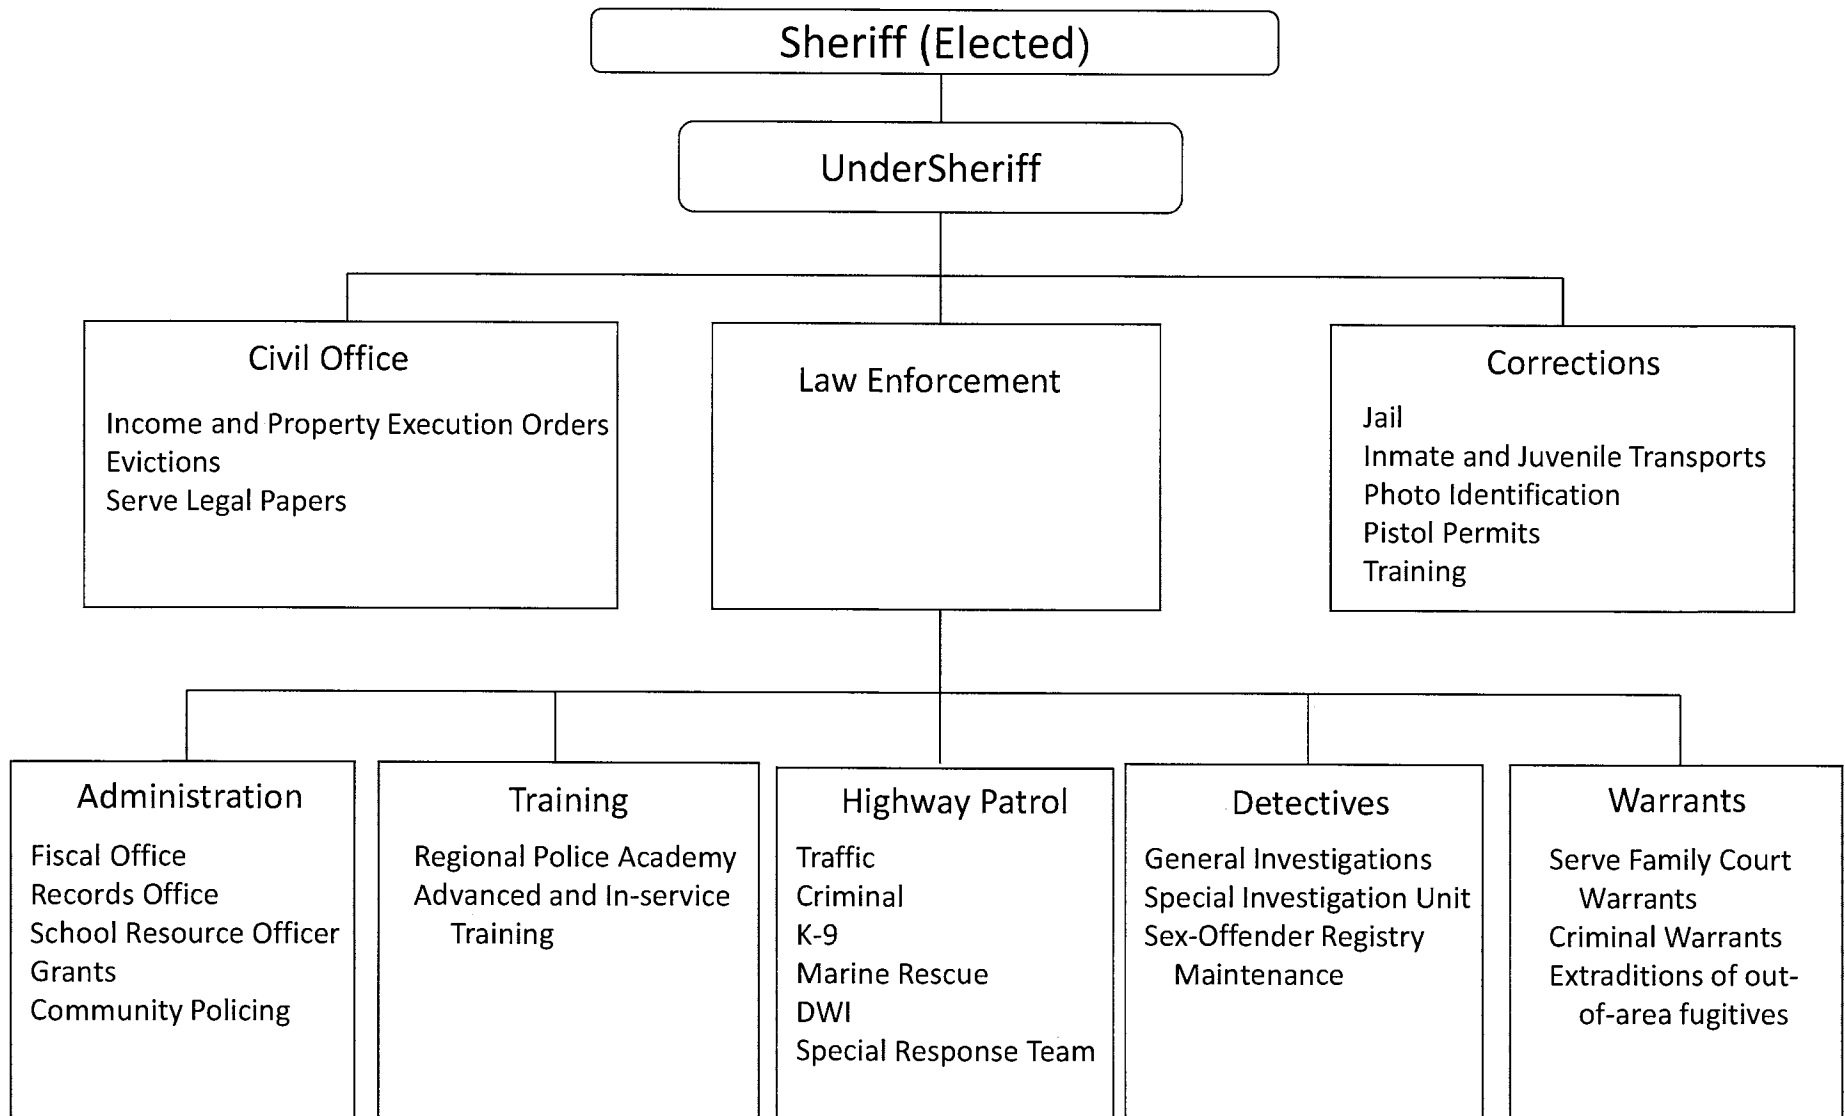 Sheriff (Elected)
UnderSheriff
Civil Office
Income and Property Execution Orders
Evictions
Serve Legal Papers
Law Enforcement
Corrections
Jail
Inmate and Juvenile Transports
Photo Identification
Pistol Permits
Training
Administration
Fiscal Office
Records Office
School Resource Officer
Grants
Community Policing
Training
Regional Police Academy
Advanced and In-service
Training
Highway Patrol
Traffic
Criminal
K-9
Marine Rescue
DWI
Special Response Team
Detectives
General Investigations
Special Investigation Unit
Sex-Offender Registry
Maintenance
Warrants
Serve Family Court
Warrants
Criminal Warrants
Extraditions of out-
of-area fugitives